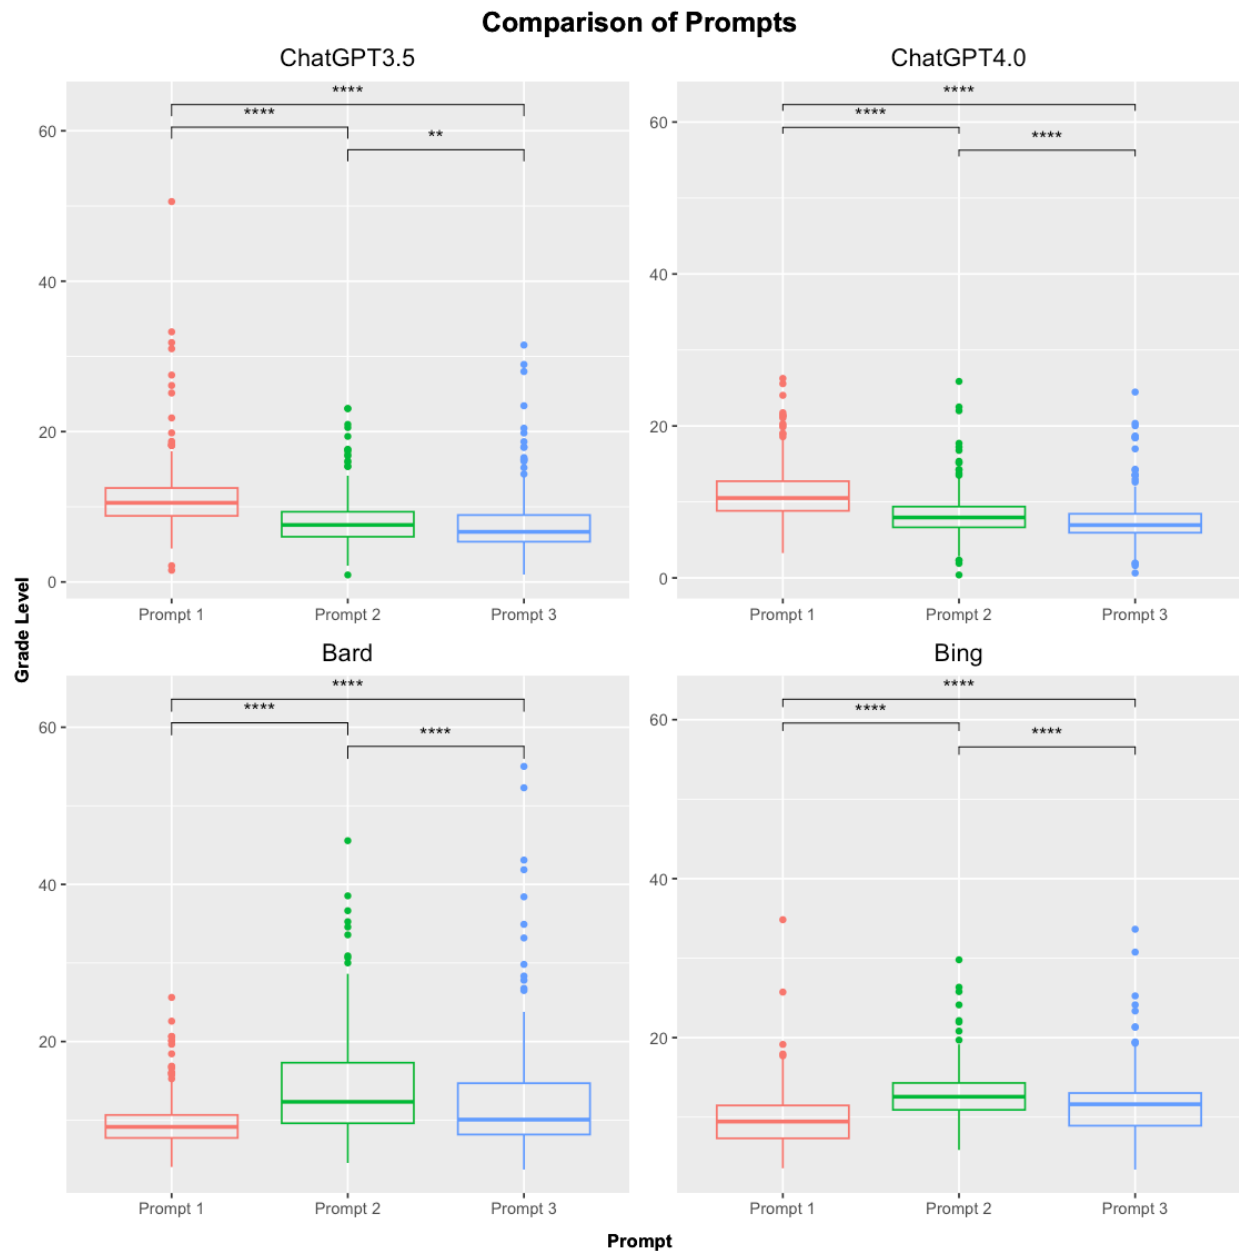 Comparison of Prompts
ChatGPT3.5
****
****
**
60
40
20
0
Prompt 1 Prompt 2 Prompt 3
ChatGPT4.0
****
****
****
60
40
20
0
Prompt 1 Prompt 2 Prompt 3
Grade Level
Bard
****
****
****
60
40
20
Prompt 1 Prompt 2 Prompt 3
Bing
****
****
****
60
40
20
Prompt 1 Prompt 2 Prompt 3
Prompt